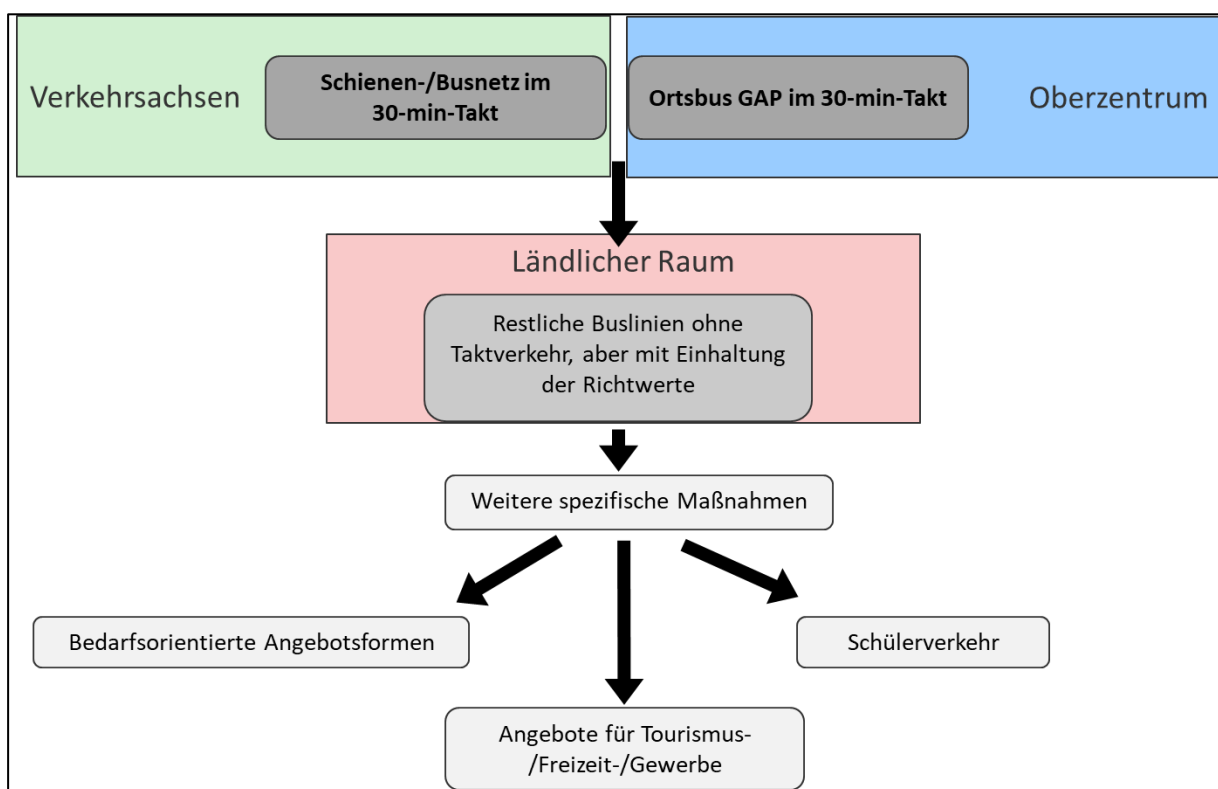 Verkehrsachsen
Schienen-/Busnetz im
30-min-Takt
Ortsbus GAP im 30-min-Takt
Oberzentrum
Ländlicher Raum
Restliche Buslinien ohne
Taktverkehr, aber mit Einhaltung
der Richtwerte
Weitere spezifische Maßnahmen
Bedarfsorientierte Angebotsformen
Schülerverkehr
Angebote für Tourismus-
/Freizeit-/Gewerbe